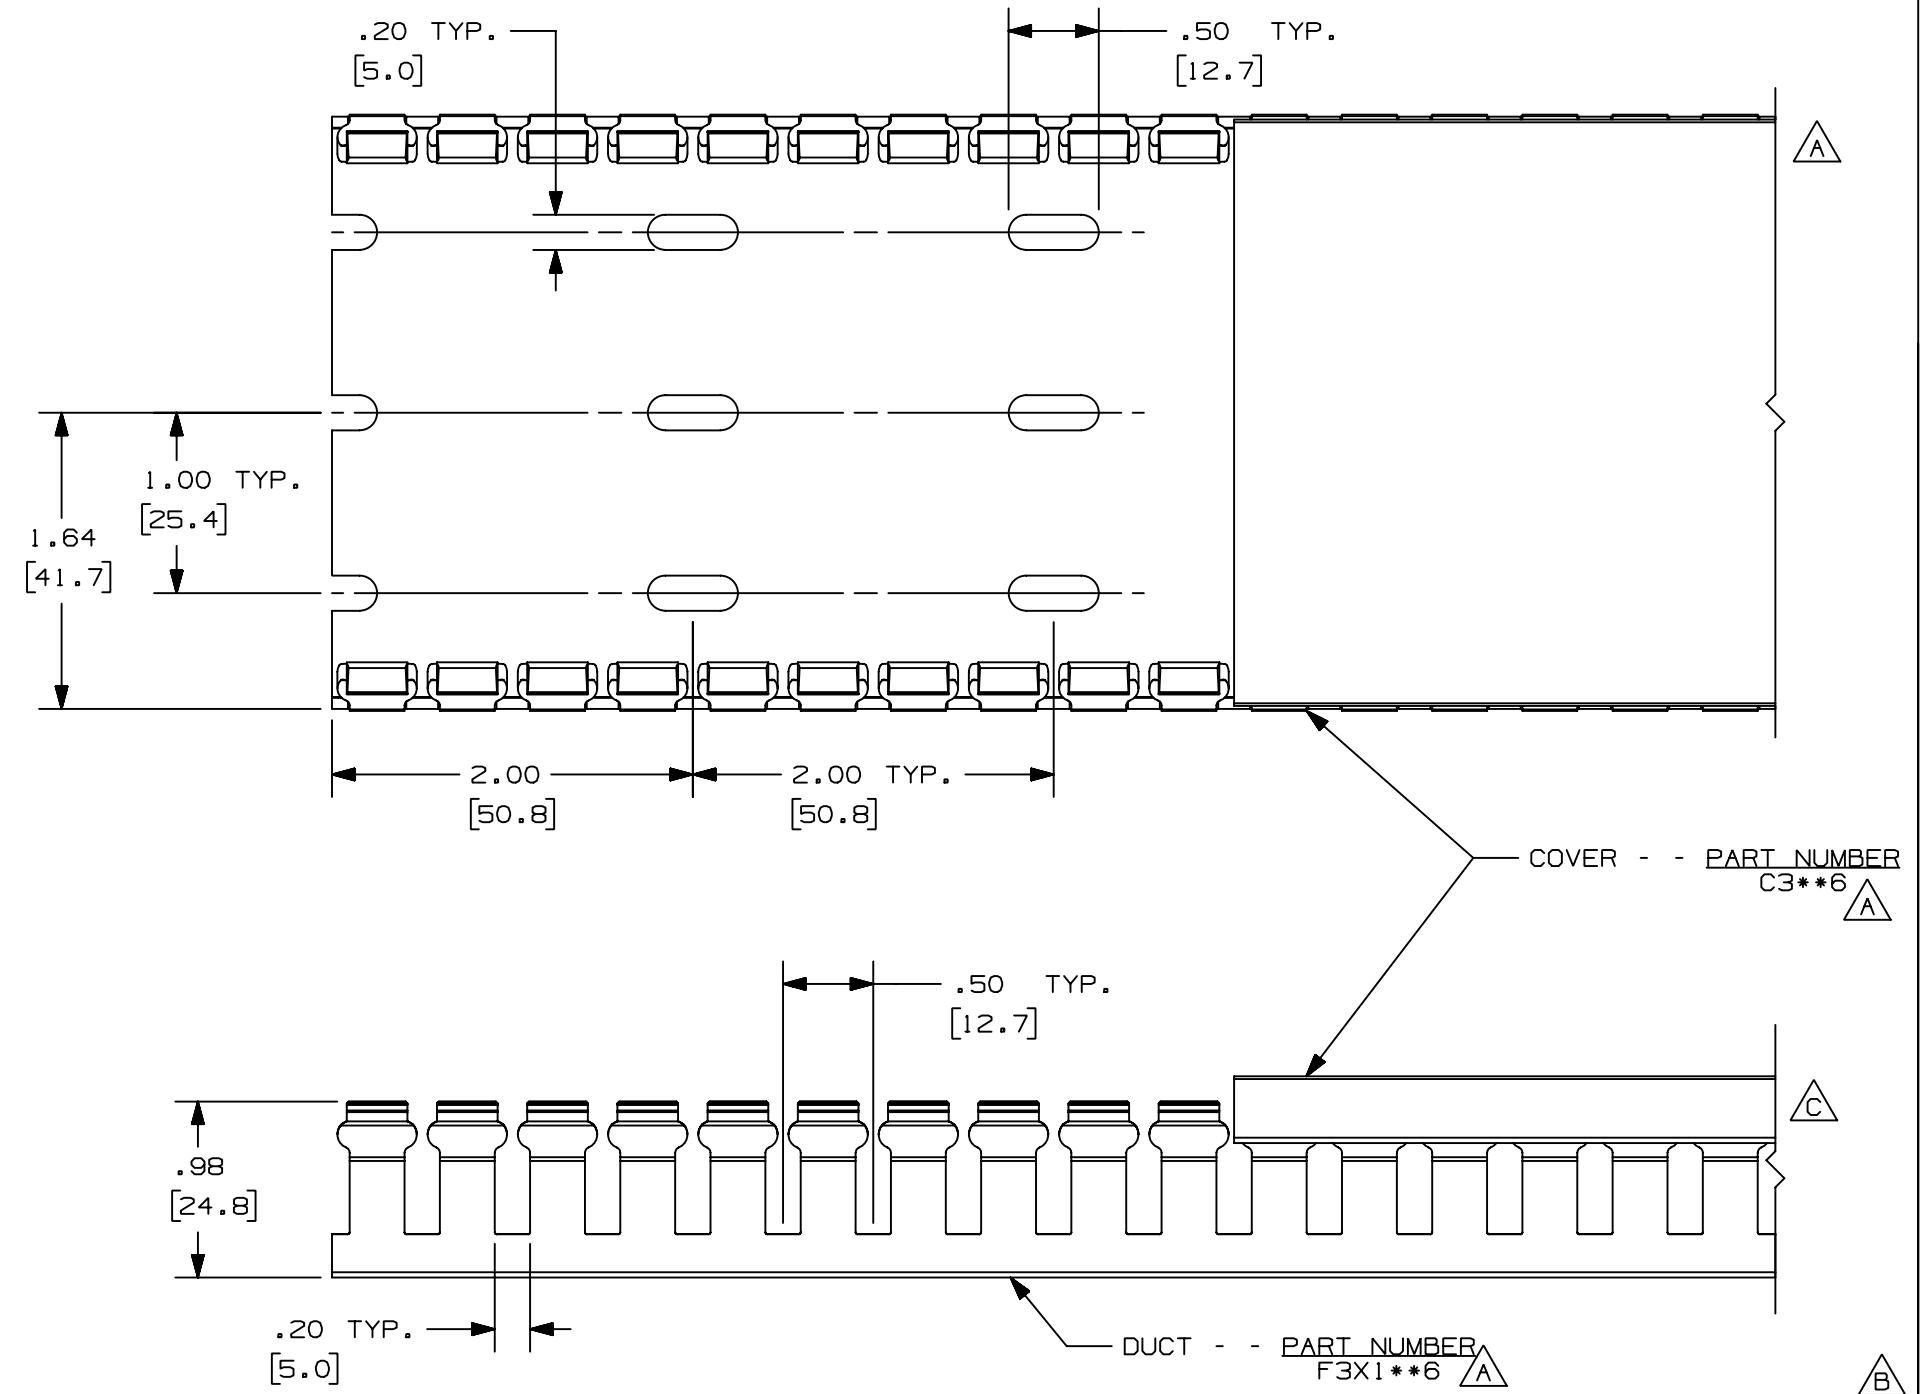 .20 TYP.
[5.0]
.50 TYP.
[12.7]
A
1.00 TYP.
[25.4]
1.64
[41.7]
2.00
[50.8]
2.00 TYP.
[50.8]
COVER - - PART NUMBER
C3**6
A
.50 TYP.
[12.7]
C
.98
[24.8]
.20 TYP.
[5.0]
DUCT - - PART NUMBER
F3X1**6
A
B